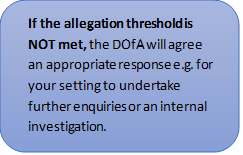 If the allegation threshold is
NOT met, the DOfA will agree
an appropriate response e.g. for
your setting to undertake
further enquiries or an internal
investigation.